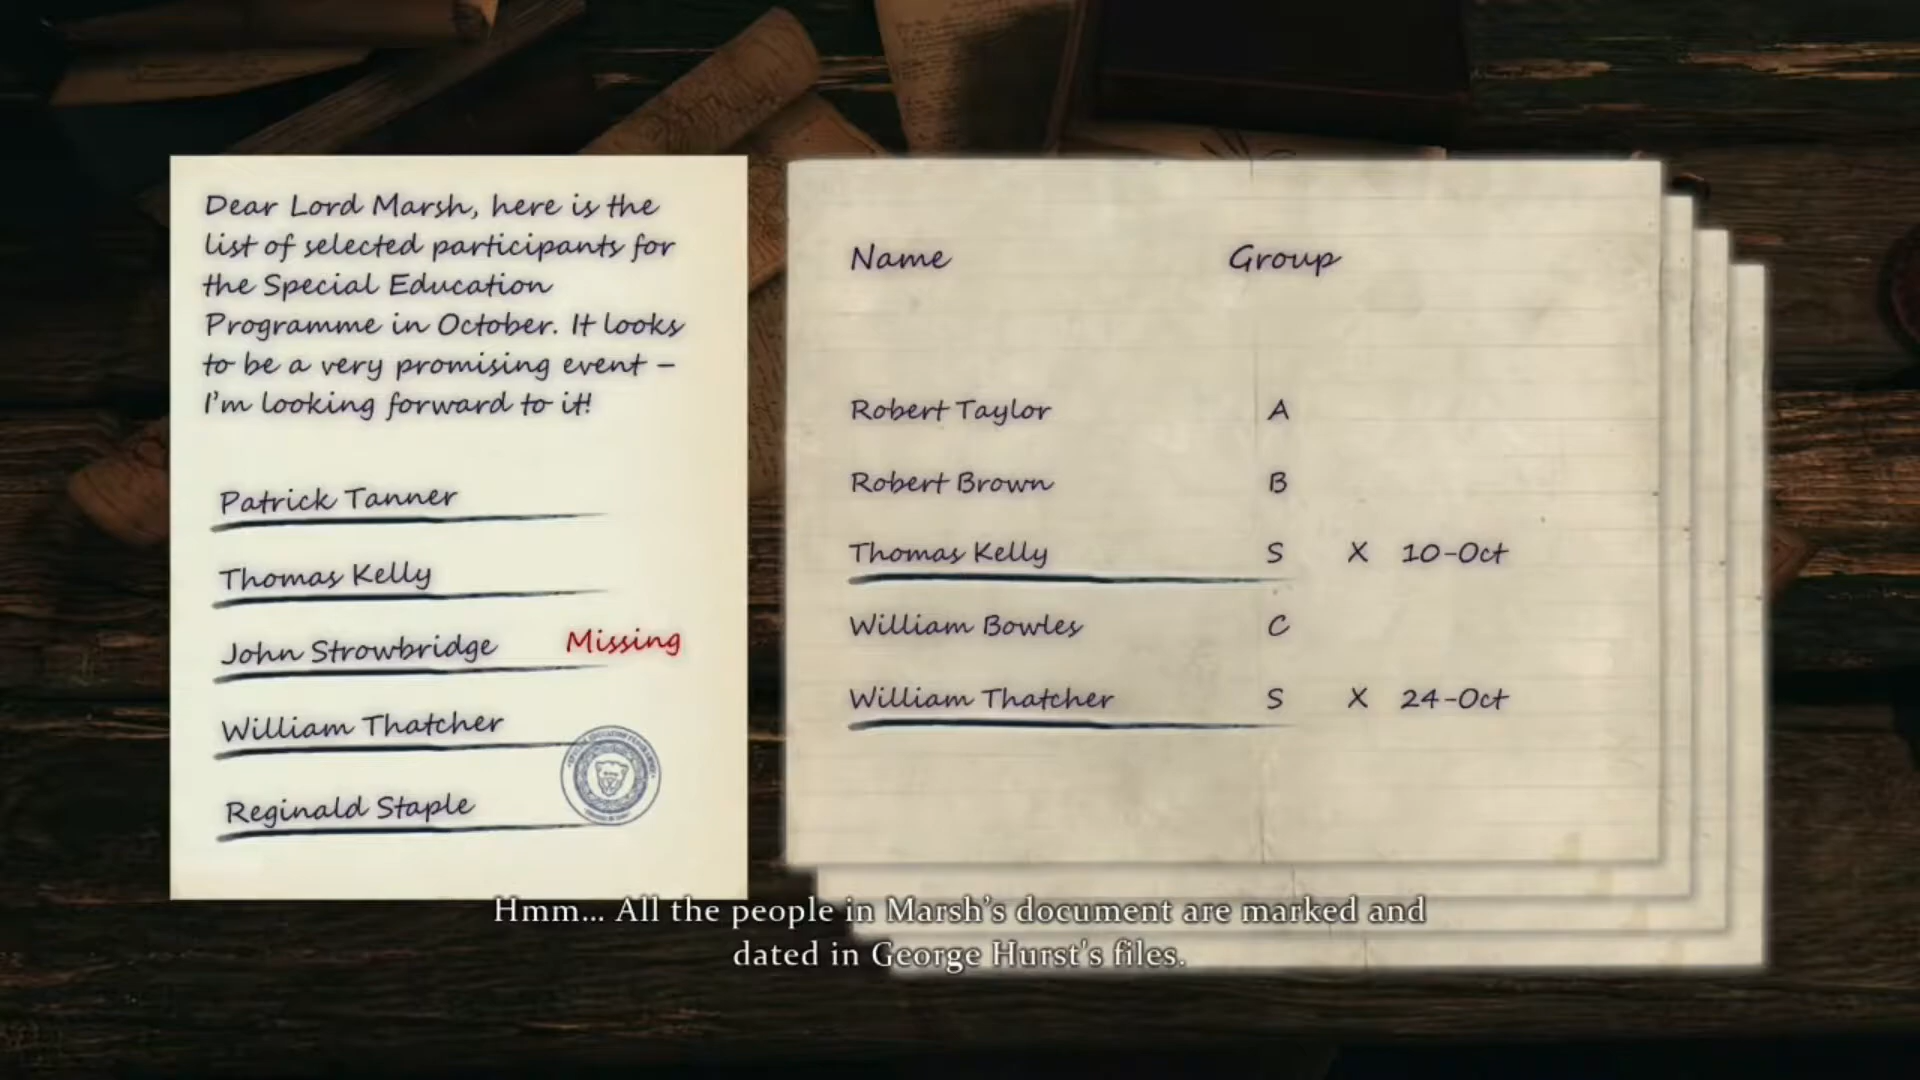 Dear Lord Marsh, here is the
list of selected participants for
the Special Education
Programme in October. It looks
to be a very promising event –
I'm looking forward to it!
Patrick Tanner
Thomas Kelly
John Strowbridge Missing
William Thatcher
Reginald Staple
Name Group
Robert Taylor A
Robert Brown B
Thomas Kelly S X 10-Oct
William Bowles C
William Thatcher S X 24-Oct
Hmm... All the people in Marsh's document are marked and
dated in George Hurst's files.